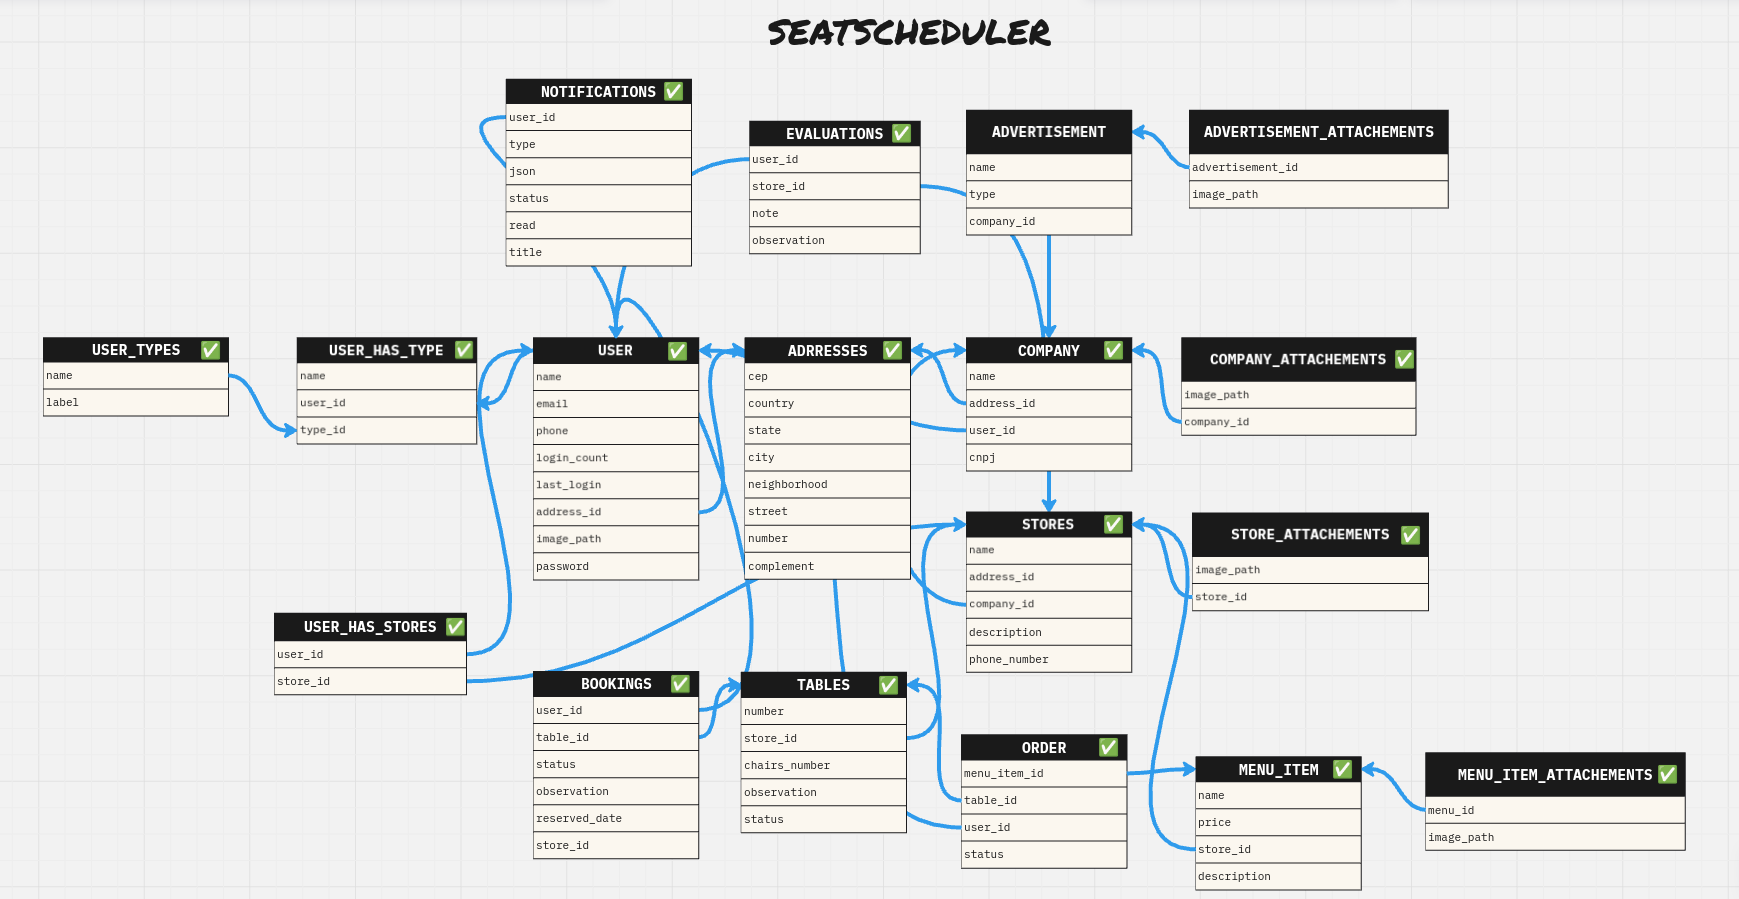 SEATSCHEDULER
NOTIFICATIONS ✅
user_id
type
json
status
read
title
EVALUATIONS ✅
user_id
store_id
note
observation
ADVERTISEMENT
name
type
company_id
ADVERTISEMENT_ATTACHEMENTS
advertisement_id
image_path
USER_TYPES ✅
name
label
USER_HAS_TYPE ✅
name
user_id
type_id
USER ✅
name
email
phone
login_count
last_login
address_id
image_path
password
ADRRESSES ✅
cep
country
state
city
neighborhood
street
number
complement
COMPANY ✅
name
address_id
user_id
cnpj
COMPANY_ATTACHEMENTS ✅
image_path
company_id
STORES ✅
name
address_id
company_id
description
phone_number
STORE_ATTACHEMENTS ✅
image_path
store_id
USER_HAS_STORES ✅
user_id
store_id
BOOKINGS ✅
user_id
table_id
status
observation
reserved_date
store_id
TABLES ✅
number
store_id
chairs_number
observation
status
ORDER ✅
menu_item_id
table_id
user_id
status
MENU_ITEM ✅
name
price
store_id
description
MENU_ITEM_ATTACHEMENTS ✅
menu_id
image_path